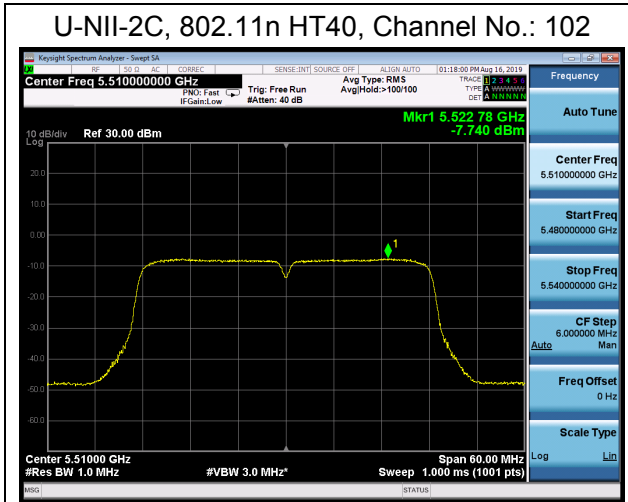 U-NII-2C, 802.11n HT40, Channel No.: 102
Keysight Spectrum Analyzer - Swept SA
RF 50 Ω AC CORREC SENSE:INT SOURCE OFF ALIGN AUTO 01:18:00 PM Aug 16, 2019
Center Freq 5.510000000 GHz
PNO: Fast
IFGain:Low
Trig: Free Run
#Atten: 40 dB
Avg Type: RMS
Avg|Hold:>100/100
TRACE 1 2 3 4 5 6
TYPE A WWWWW
DET A N N N N N
Mkr1 5.522 78 GHz
-7.740 dBm
10 dB/div Ref 30.00 dBm
Log
20.0
10.0
0.00
-10.0
-20.0
-30.0
-40.0
-50.0
-60.0
1
Center 5.51000 GHz
Span 60.00 MHz
#Res BW 1.0 MHz
#VBW 3.0 MHz*
Sweep 1.000 ms (1001 pts)
MSG
STATUS
Frequency
Auto Tune
Center Freq
5.510000000 GHz
Start Freq
5.480000000 GHz
Stop Freq
5.540000000 GHz
CF Step
6.000000 MHz
Auto Man
Freq Offset
0 Hz
Scale Type
Log Lin